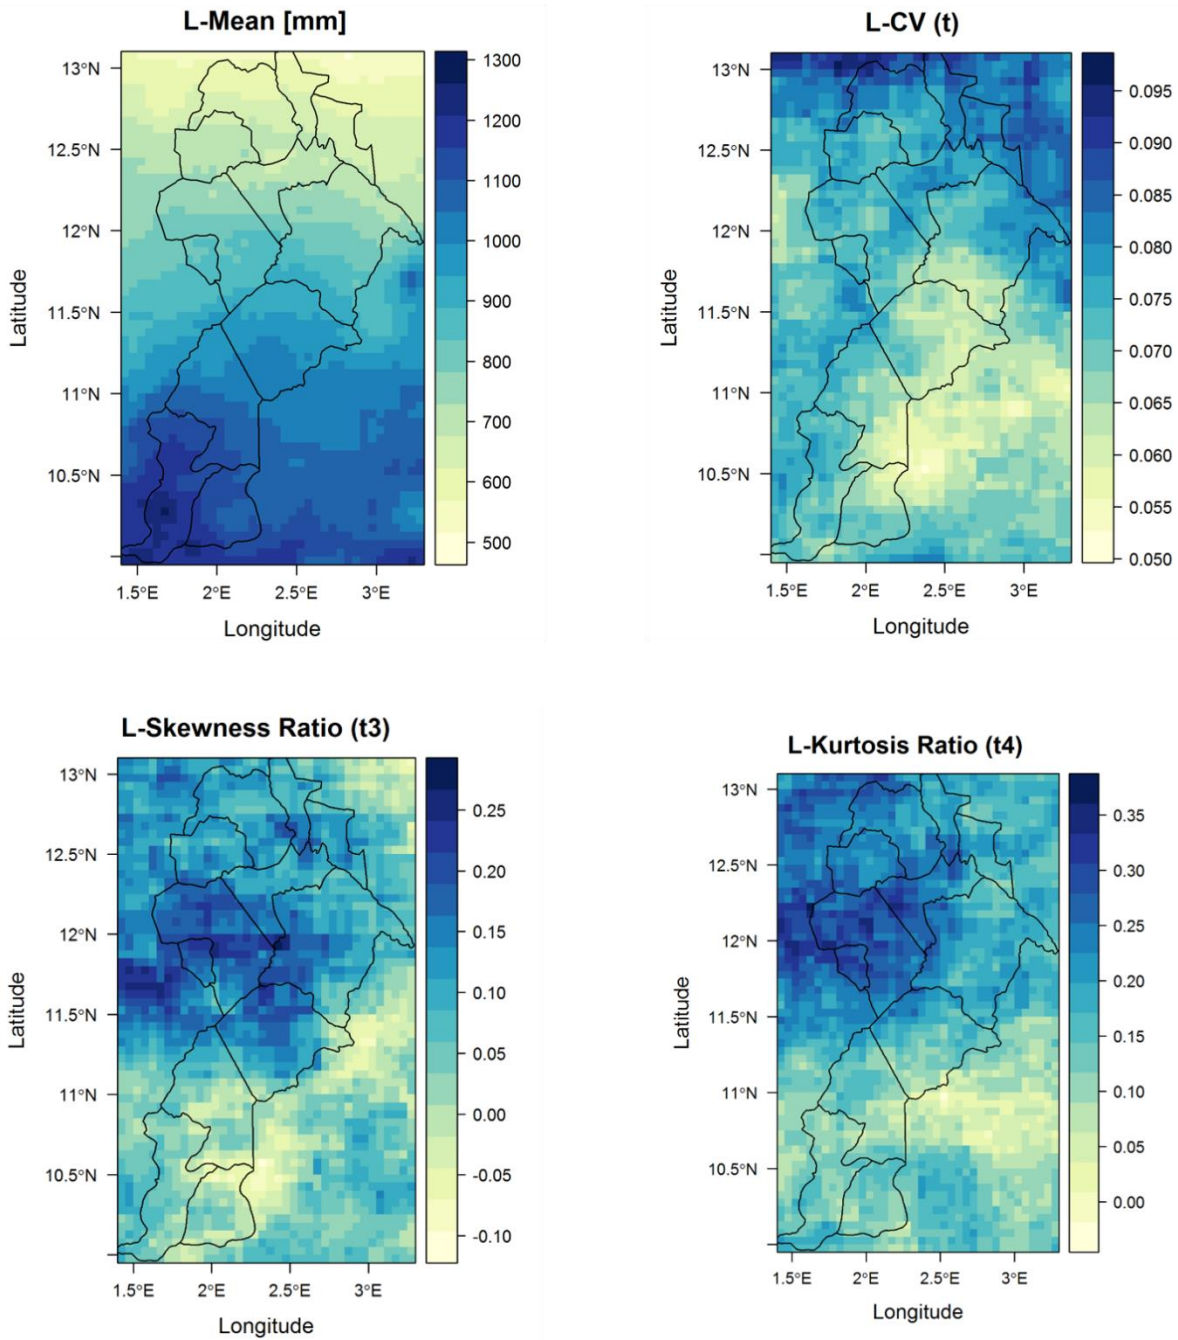 L-Mean [mm]
13°N
12.5°N
12°N
11.5°N
11°N
10.5°N
Latitude
1.5°E 2°E 2.5°E 3°E
Longitude
1300
1200
1100
1000
900
800
700
600
500
L-CV (t)
13°N
12.5°N
12°N
11.5°N
11°N
10.5°N
Latitude
1.5°E 2°E 2.5°E 3°E
Longitude
0.095
0.090
0.085
0.080
0.075
0.070
0.065
0.060
0.055
0.050
L-Skewness Ratio (t3)
13°N
12.5°N
12°N
11.5°N
11°N
10.5°N
Latitude
1.5°E 2°E 2.5°E 3°E
Longitude
0.25
0.20
0.15
0.10
0.05
0.00
-0.05
-0.10
L-Kurtosis Ratio (t4)
13°N
12.5°N
12°N
11.5°N
11°N
10.5°N
Latitude
1.5°E 2°E 2.5°E 3°E
Longitude
0.35
0.30
0.25
0.20
0.15
0.10
0.05
0.00